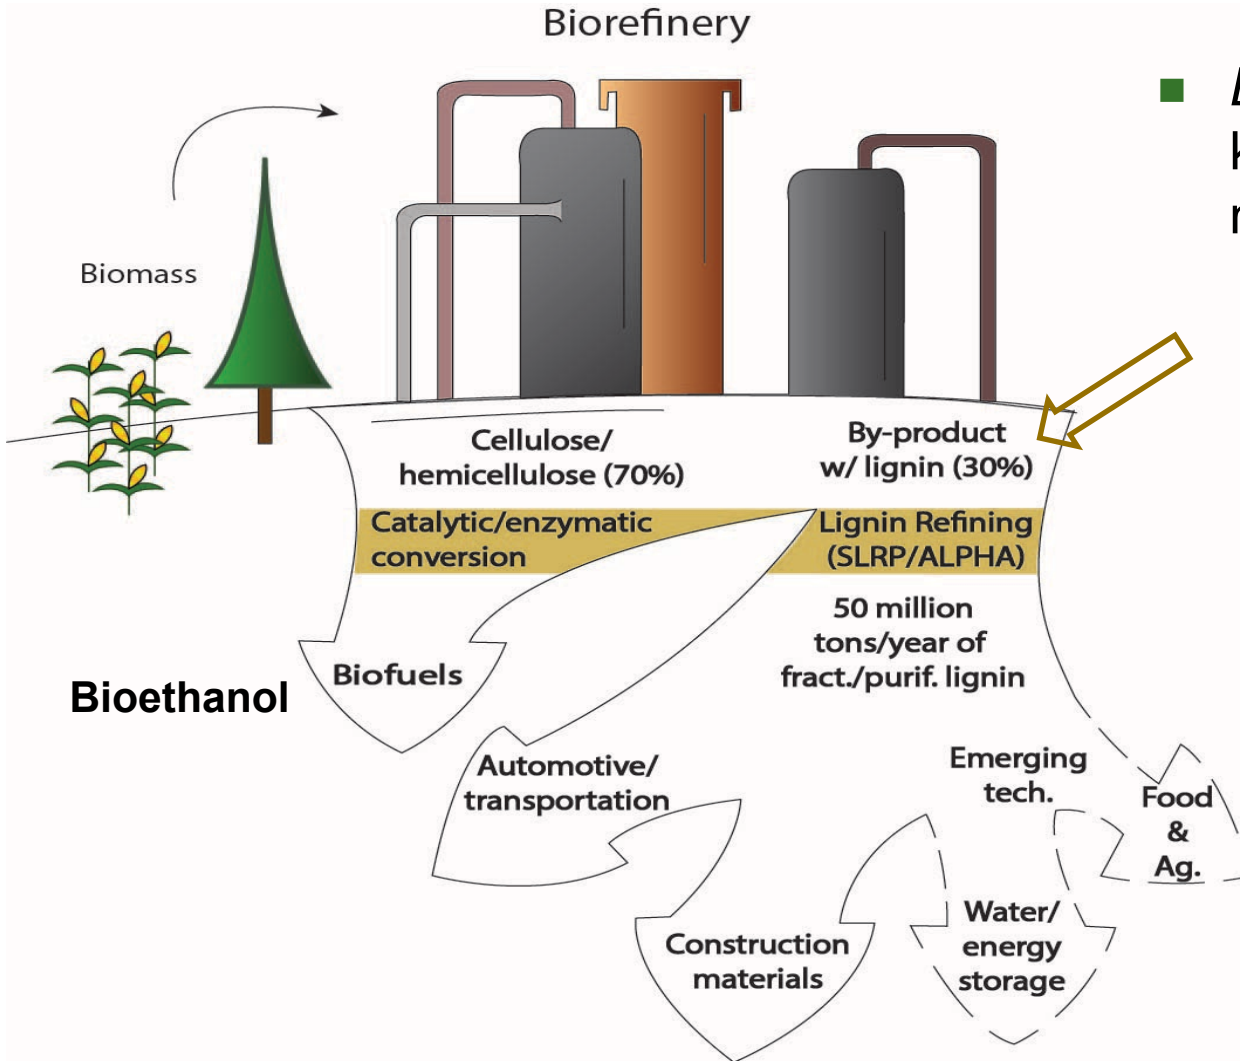 Biorefinery
Biomass
Cellulose/
hemicellulose (70%)
By-product
w/ lignin (30%)
Catalytic/enzymatic
conversion
Lignin Refining
(SLRP/ALPHA)
50 million
tons/year of
fract./purif. lignin
Biofuels
Bioethanol
Automotive/
transportation
Emerging
tech.
Food
&
Ag.
Construction
materials
Water/
energy
storage